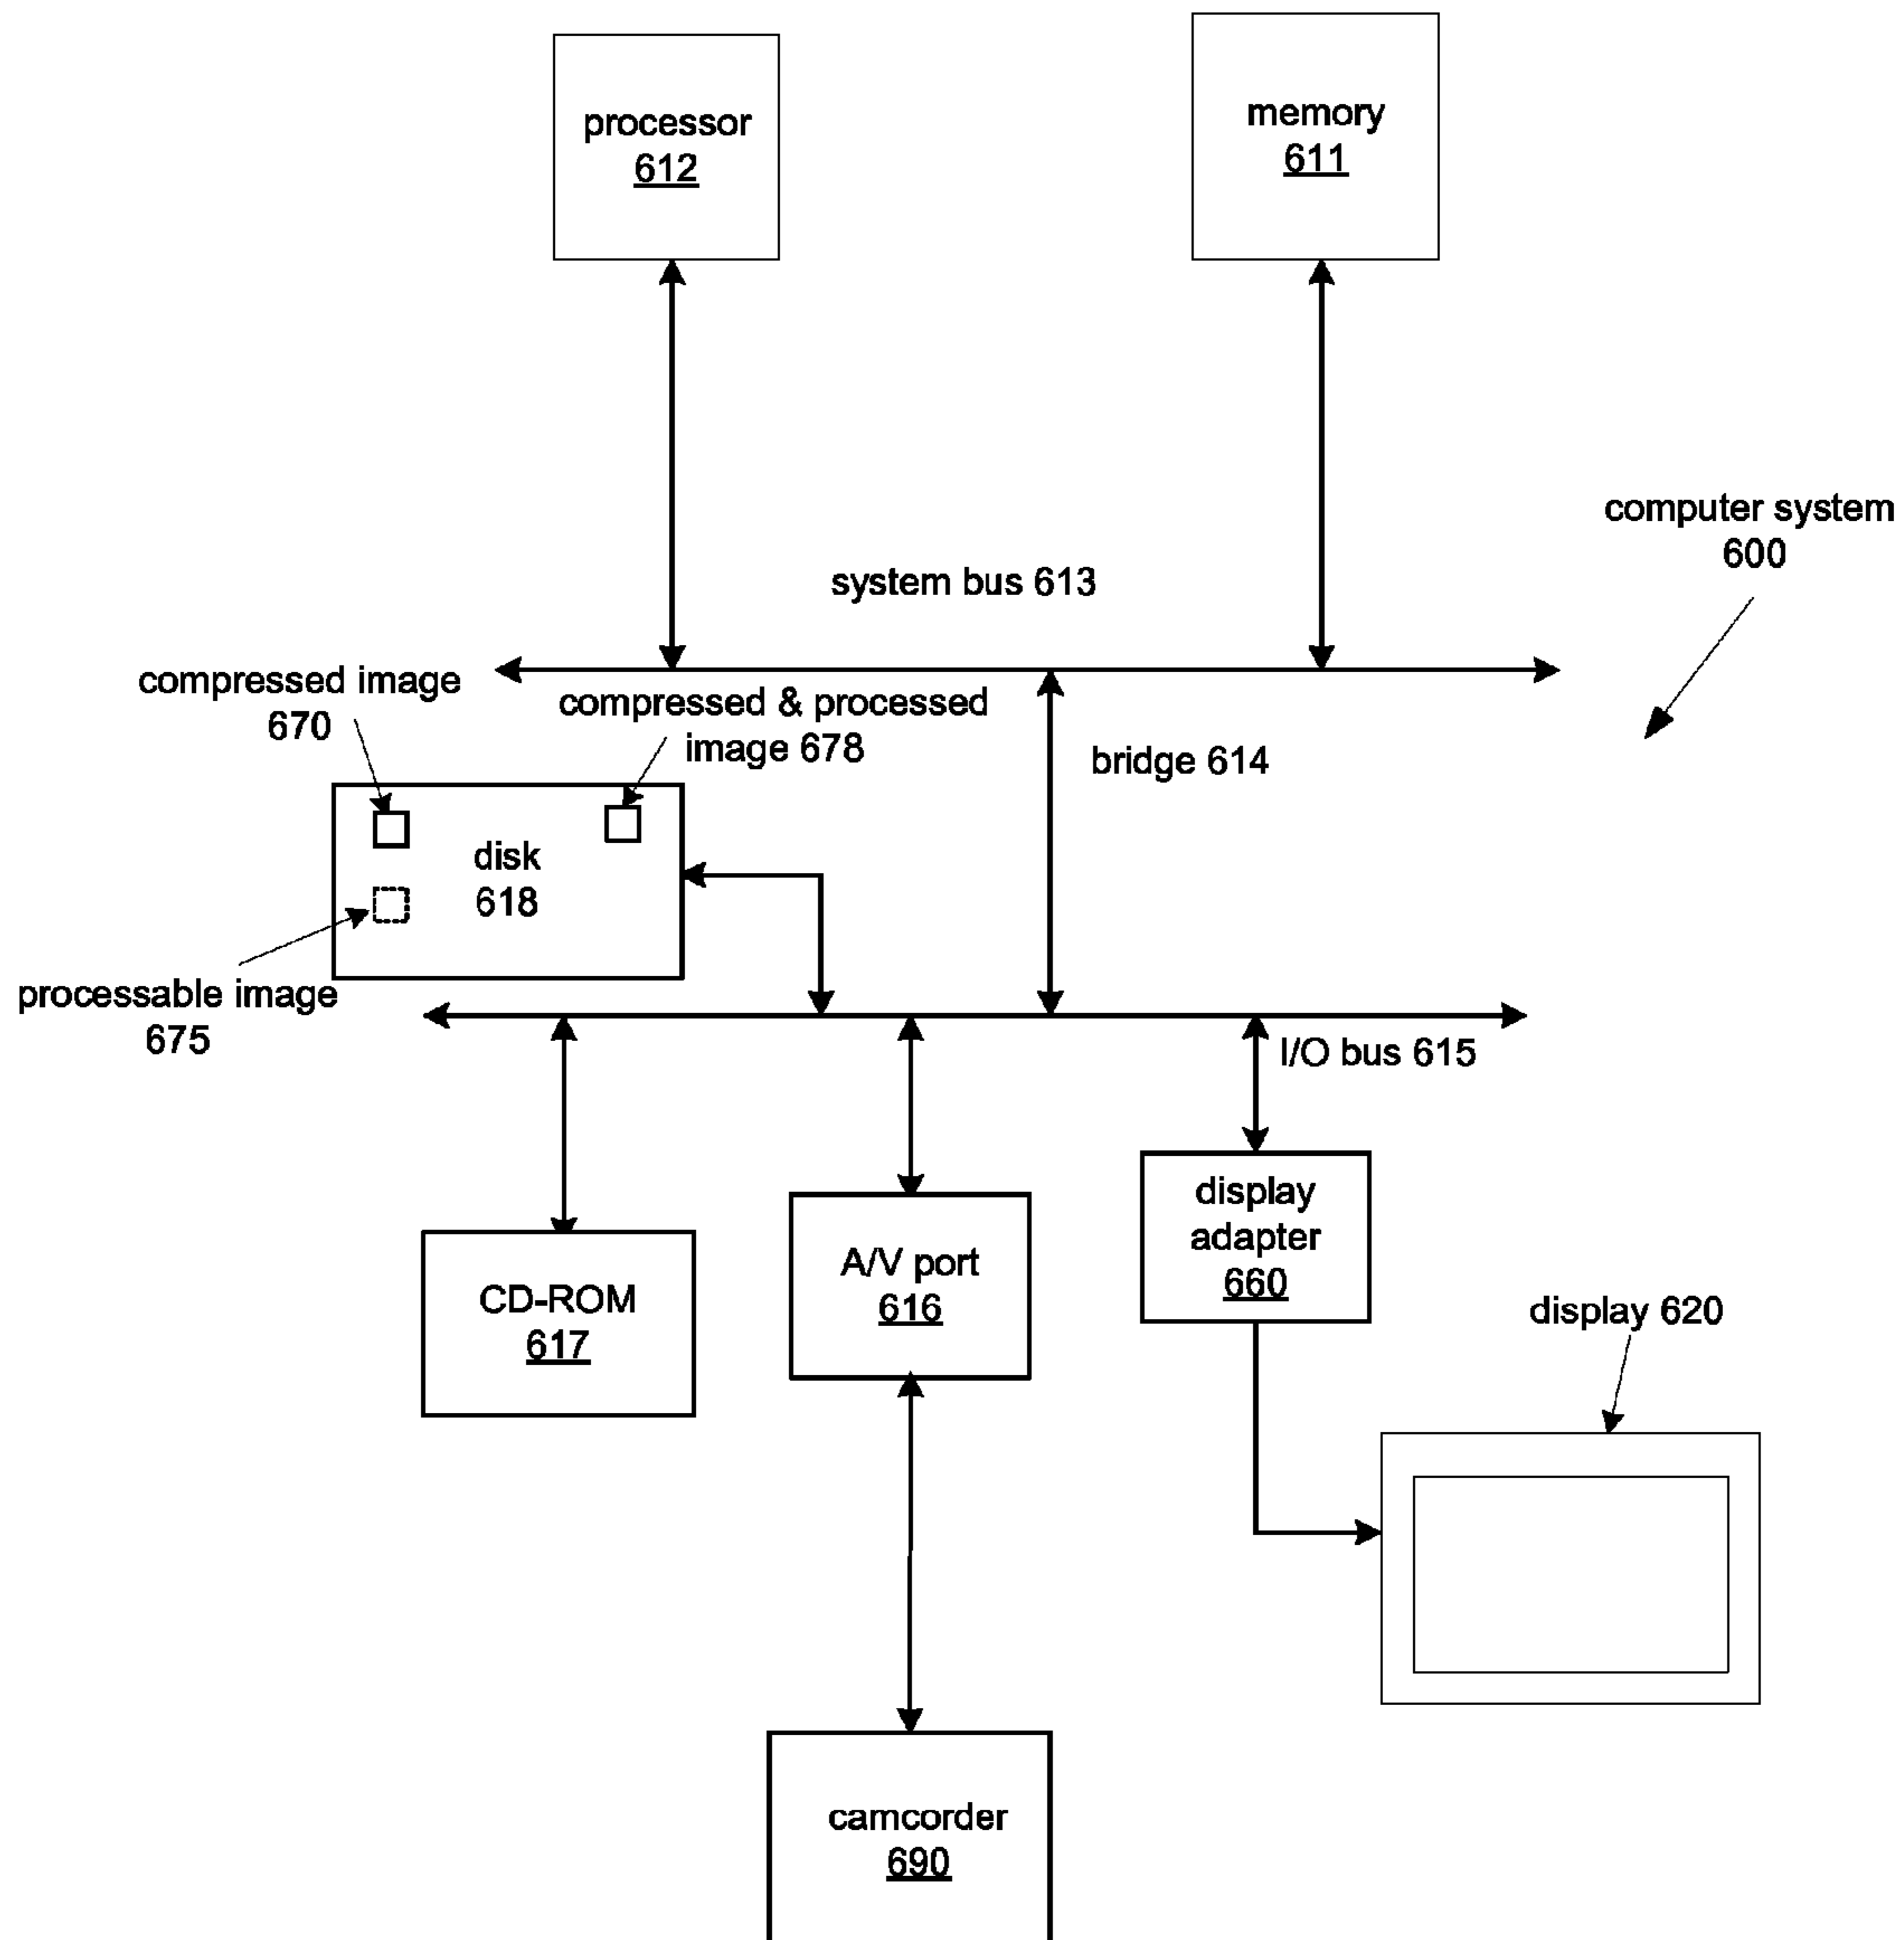 processor
612
memory
611
computer system
600
system bus 613
compressed image
670
compressed & processed
image 678
bridge 614
disk
618
processable image
675
I/O bus 615
display
adapter
660
A/V port
616
CD-ROM
617
display 620
camcorder
690